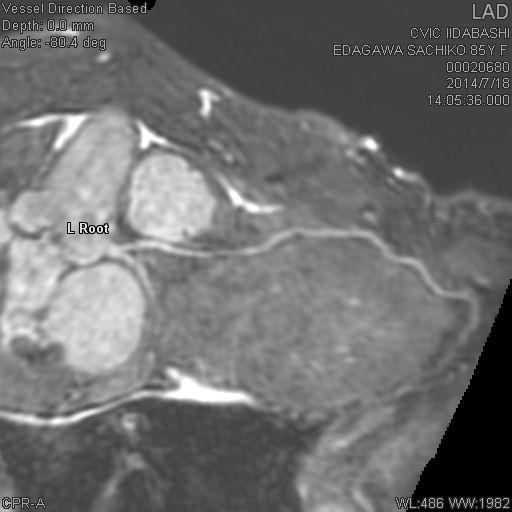 Vessel Direction Based
Depth: 0.0 mm
Angle: -80.4 deg
LAD
CVIC IIDABASHI
EDAGAWA SACHIKO 85Y F
00020680
2014/7/18
14:05:36.000
L Root
CPR-A
WL:486 WW:1982